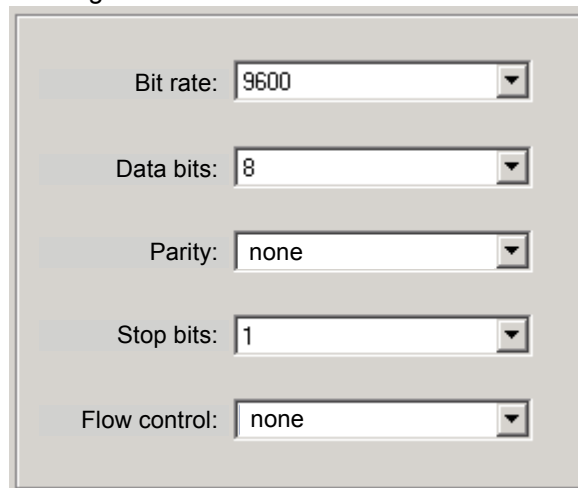 Bit rate: 9600
Data bits: 8
Parity: none
Stop bits: 1
Flow control: none